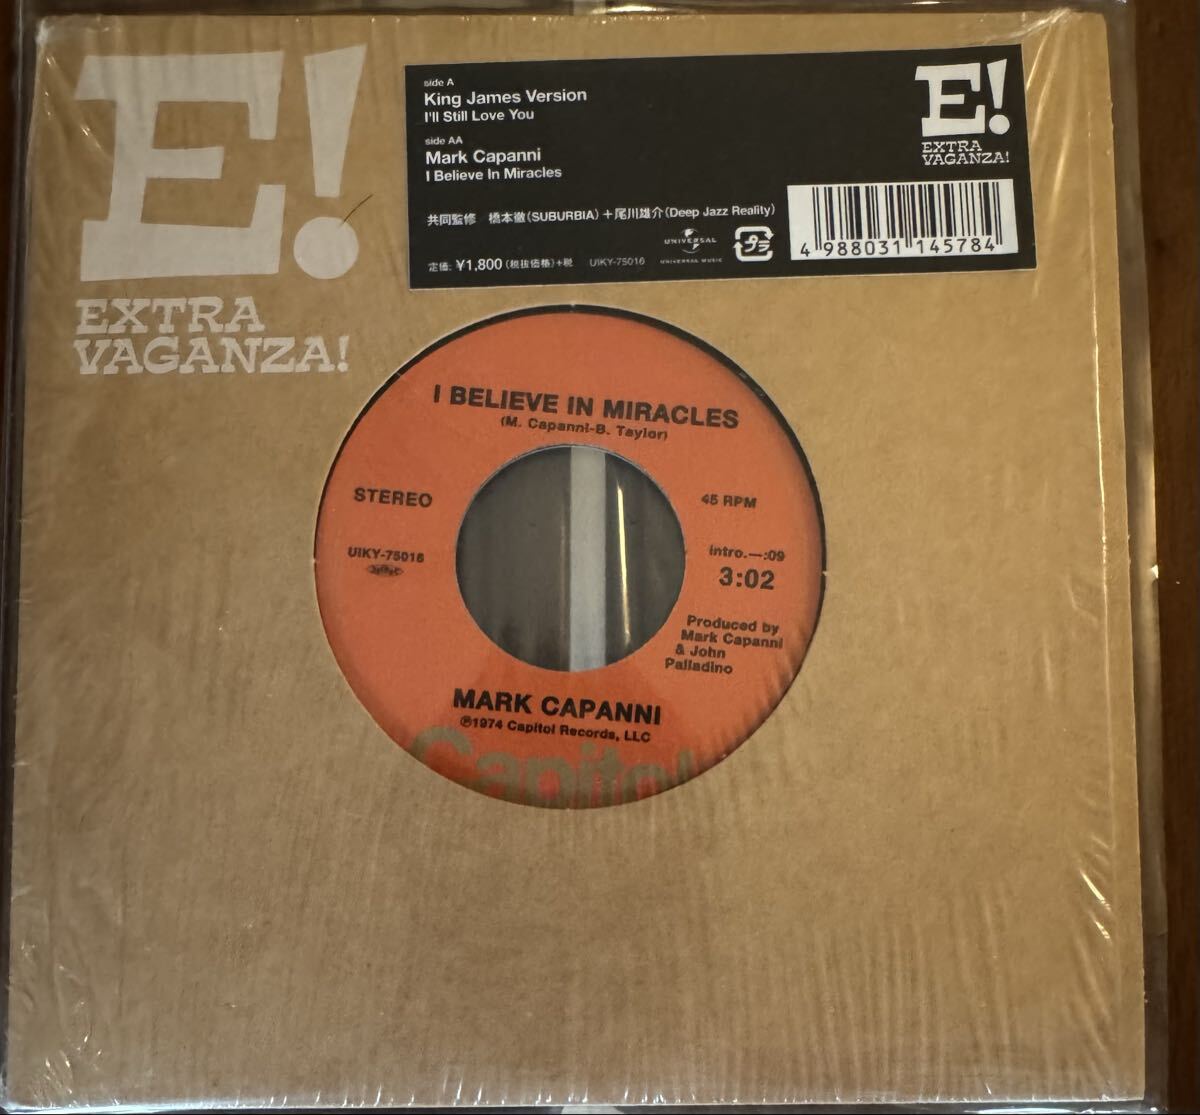 E!
EXTRA
VAGANZA!
side A
King James Version
I'll Still Love You
side AA
Mark Capanni
I Believe In Miracles
共同監修 橋本徹(SUBURBIA)+尾川雄介(Deep Jazz Reality)
定価: ¥1,800(税抜価格)+税 UIKY-75016
UNIVERSAL
UNIVERSAL MUSIC
プラ
E!
EXTRA
VAGANZA!
4 988031 145784
I BELIEVE IN MIRACLES
(M. Capanni-B. Taylor)
STEREO
45 RPM
UIKY-75016
intro.—:09
3:02
Produced by
Mark Capanni
& John
Palladino
MARK CAPANNI
℗1974 Capitol Records, LLC
Capitol